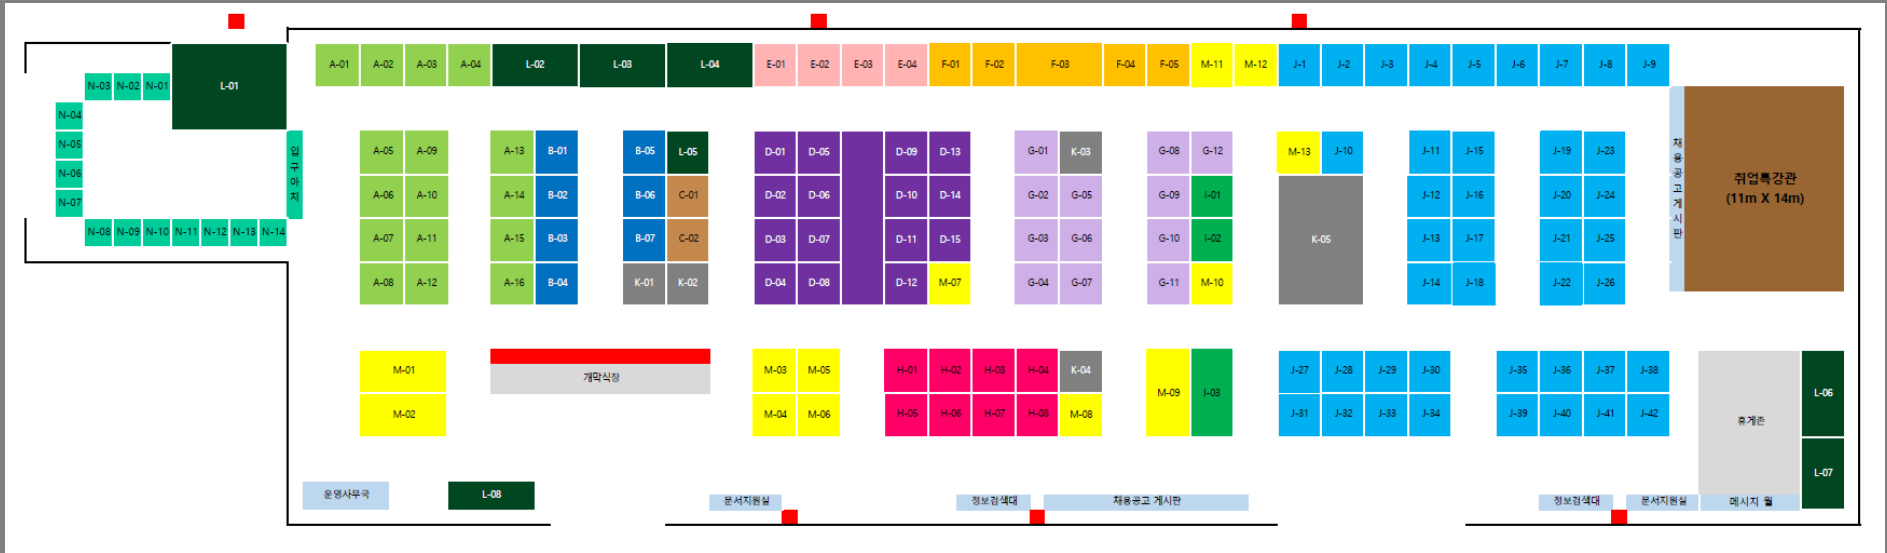 A-01 A-02 A-03 A-04 L-02 L-03 L-04 E-01 E-02 E-03 E-04 F-01 F-02 F-03 F-04 F-05 M-11 M-12 J-1 J-2 J-3 J-4 J-5 J-6 J-7 J-8 J-9
N-03 N-02 N-01 L-01
N-04
N-05
N-06
N-07
N-08 N-09 N-10 N-11 N-12 N-13 N-14
입구아치
A-05 A-09 A-13 B-01 B-05 L-05 D-01 D-05 D-09 D-13 G-01 K-03 G-08 G-12 M-13 J-10 J-11 J-15 J-19 J-23
A-06 A-10 A-14 B-02 B-06 C-01 D-02 D-06 D-10 D-14 G-02 G-05 G-09 I-01 J-12 J-16 J-20 J-24
A-07 A-11 A-15 B-03 B-07 C-02 D-03 D-07 D-11 D-15 G-03 G-06 G-10 I-02 K-05 J-13 J-17 J-21 J-25
A-08 A-12 A-16 B-04 K-01 K-02 D-04 D-08 D-12 M-07 G-04 G-07 G-11 M-10 J-14 J-18 J-22 J-26
채용공고게시판
취업특강관
(11m X 14m)
M-01 개막식장 M-03 M-05 H-01 H-02 H-03 H-04 K-04 M-09 I-03 J-27 J-28 J-29 J-30 J-35 J-36 J-37 J-38
M-02 M-04 M-06 H-05 H-06 H-07 H-08 M-08 J-31 J-32 J-33 J-34 J-39 J-40 J-41 J-42
휴게존
L-06
L-07
운영사무국 L-08 문서지원실 정보검색대 채용공고 게시판 정보검색대 문서지원실 메시지 월